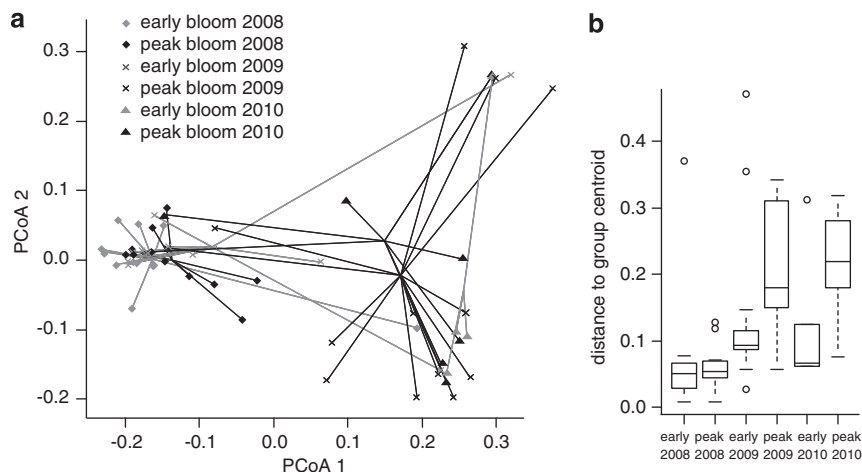 a
early bloom 2008
peak bloom 2008
early bloom 2009
peak bloom 2009
early bloom 2010
peak bloom 2010
PCoA 2
0.3
0.2
0.1
0.0
-0.1
-0.2
-0.2
-0.1
0.0
0.1
0.2
0.3
PCoA 1
b
distance to group centroid
0.4
0.3
0.2
0.1
0.0
early peak early peak early peak
2008 2008 2009 2009 2010 2010